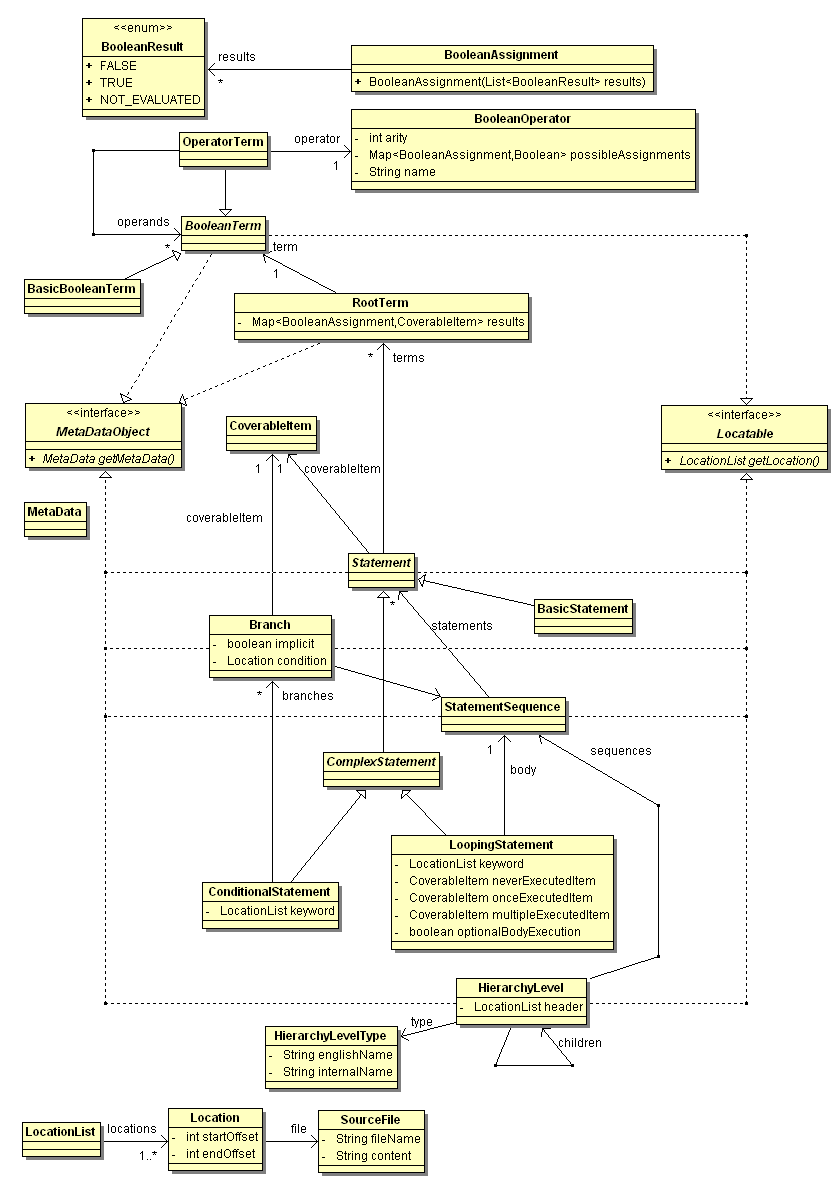 <<enum>>
BooleanResult
+ FALSE
+ TRUE
+ NOT_EVALUATED
results
*
BooleanAssignment
+ BooleanAssignment(List<BooleanResult> results)
OperatorTerm
operator
1
BooleanOperator
- int arity
- Map<BooleanAssignment,Boolean> possibleAssignments
- String name
operands
*
BooleanTerm
term
1
BasicBooleanTerm
RootTerm
- Map<BooleanAssignment,CoverableItem> results
* terms
<<interface>>
MetaDataObject
+ MetaData getMetaData()
CoverableItem
<<interface>>
Locatable
+ LocationList getLocation()
1 1
coverableItem
MetaData
coverableItem
Statement
*
BasicStatement
Branch
- boolean implicit
- Location condition
statements
* branches
StatementSequence
1
body
sequences
ComplexStatement
LoopingStatement
- LocationList keyword
- CoverableItem neverExecutedItem
- CoverableItem onceExecutedItem
- CoverableItem multipleExecutedItem
- boolean optionalBodyExecution
ConditionalStatement
- LocationList keyword
HierarchyLevel
- LocationList header
type
children
HierarchyLevelType
- String englishName
- String internalName
LocationList
locations
1..*
Location
- int startOffset
- int endOffset
file
SourceFile
- String fileName
- String content